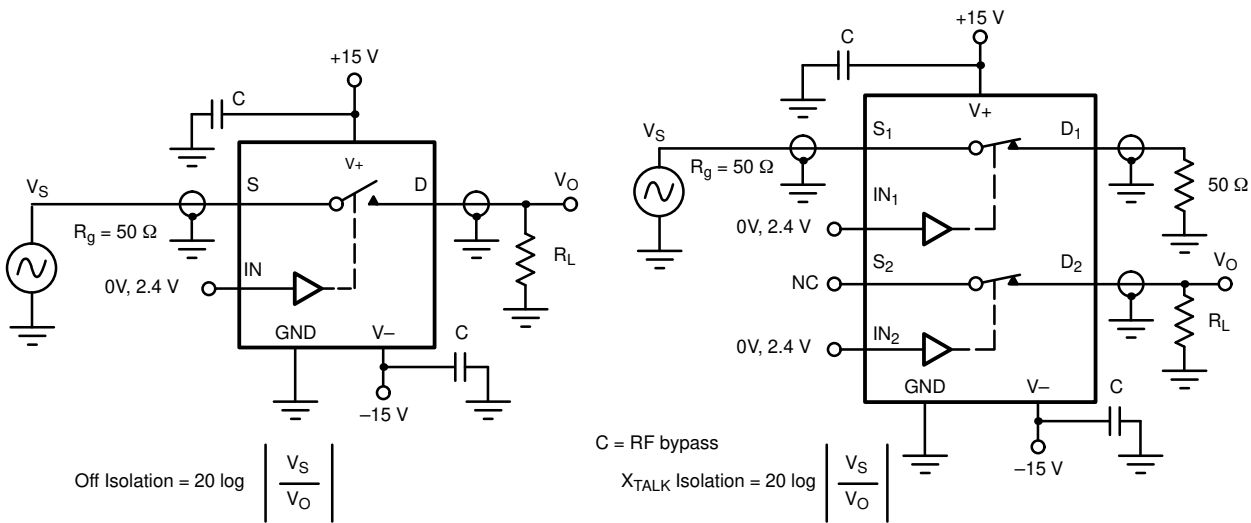 +15 V
C
V+
VS
S
D
VO
Rg = 50 Ω
RL
IN
0V, 2.4 V
GND
V–
C
–15 V
Off Isolation = 20 log | VS / VO |
+15 V
C
V+
VS
S1
D1
Rg = 50 Ω
50 Ω
IN1
0V, 2.4 V
S2
D2
VO
NC
RL
IN2
0V, 2.4 V
GND
V–
C
–15 V
C = RF bypass
XTALK Isolation = 20 log | VS / VO |